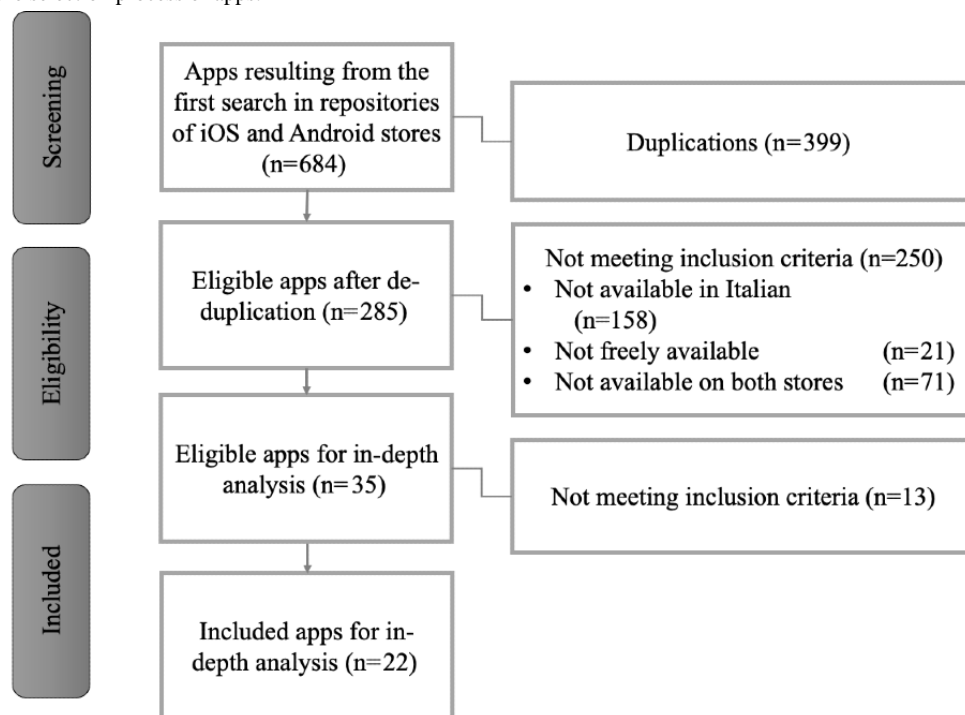 Screening
Apps resulting from the
first search in repositories
of iOS and Android stores
(n=684)
Duplications (n=399)
Eligibility
Eligible apps after de-
duplication (n=285)
Not meeting inclusion criteria (n=250)
• Not available in Italian
(n=158)
• Not freely available (n=21)
• Not available on both stores (n=71)
Eligible apps for in-depth
analysis (n=35)
Not meeting inclusion criteria (n=13)
Included
Included apps for in-
depth analysis (n=22)